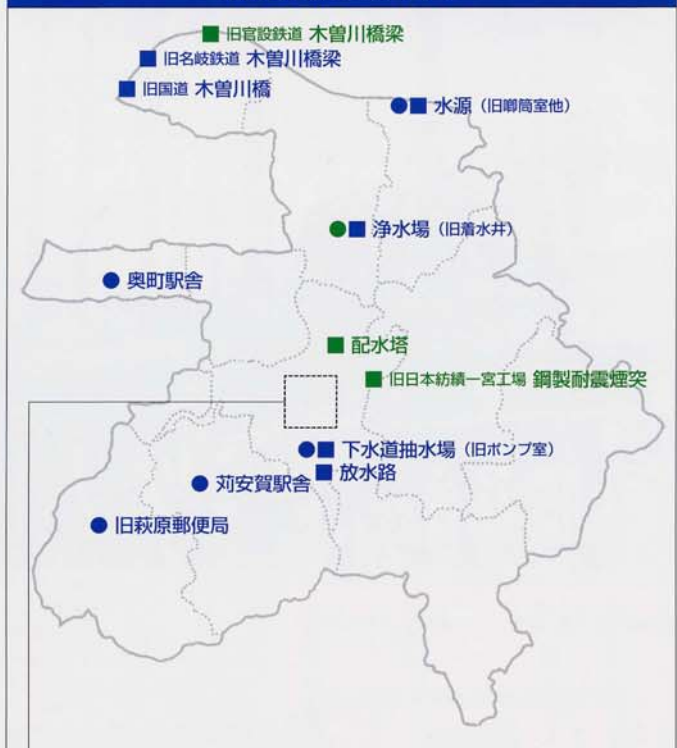 旧官設鉄道 木曽川橋梁
旧名岐鉄道 木曽川橋梁
旧国道 木曽川橋
水源 (旧喞筒室他)
浄水場 (旧着水井)
奥町駅舎
配水塔
旧日本紡績一宮工場 鋼製耐震煙突
下水道抽水場 (旧ポンプ室)
放水路
苅安賀駅舎
旧萩原郵便局